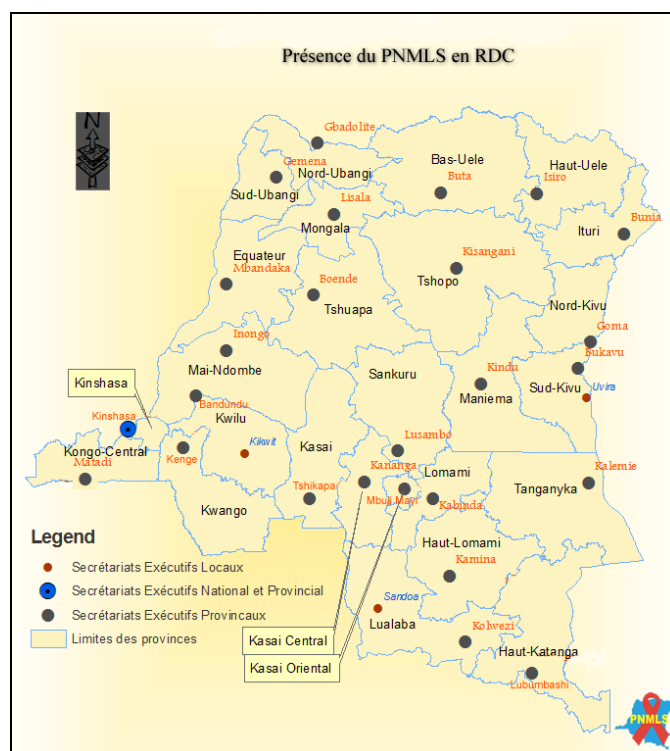 Présence du PNMLS en RDC
N
Gbadolite
Gemena
Nord-Ubangi
Sud-Ubangi
Bas-Uele
Buta
Haut-Uele
Isiro
Lisala
Mongala
Bunia
Ituri
Equateur
Mbandaka
Boende
Tshuapa
Kisangani
Tshopo
Nord-Kivu
Goma
Bukavu
Inongo
Mai-Ndombe
Sankuru
Kindu
Maniema
Sud-Kivu
Uvira
Kinshasa
Kinshasa
Bandundu
Kwilu
Kikwit
Kasai
Lusambo
Kongo-Central
Matadi
Kenge
Kananga
Lomami
Tshikapa
Mbuji Mayi
Kabinda
Tanganyika
Kalemie
Kwango
Haut-Lomami
Kamina
Sandoa
Lualaba
Kolwezi
Haut-Katanga
Lubumbashi
Kasai Central
Kasai Oriental
Legend
Secrétariats Exécutifs Locaux
Secrétariats Exécutifs National et Provincial
Secrétariats Exécutifs Provincaux
Limites des provinces
PNMLS